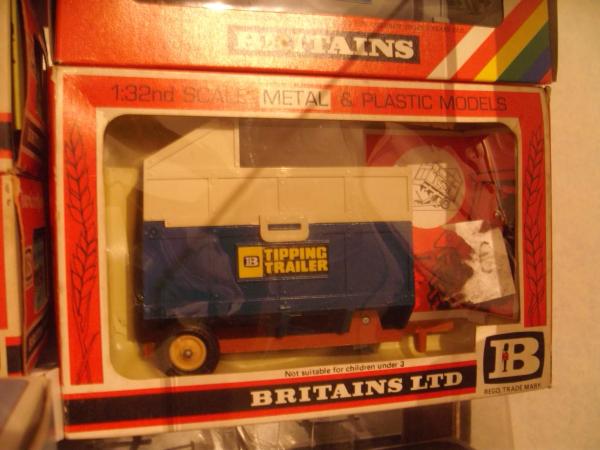 BRITAINS
1:32nd SCALE METAL & PLASTIC MODELS
B TIPPING
TRAILER
Not suitable for children under 3
BRITAINS LTD
B
REGD. TRADE MARK